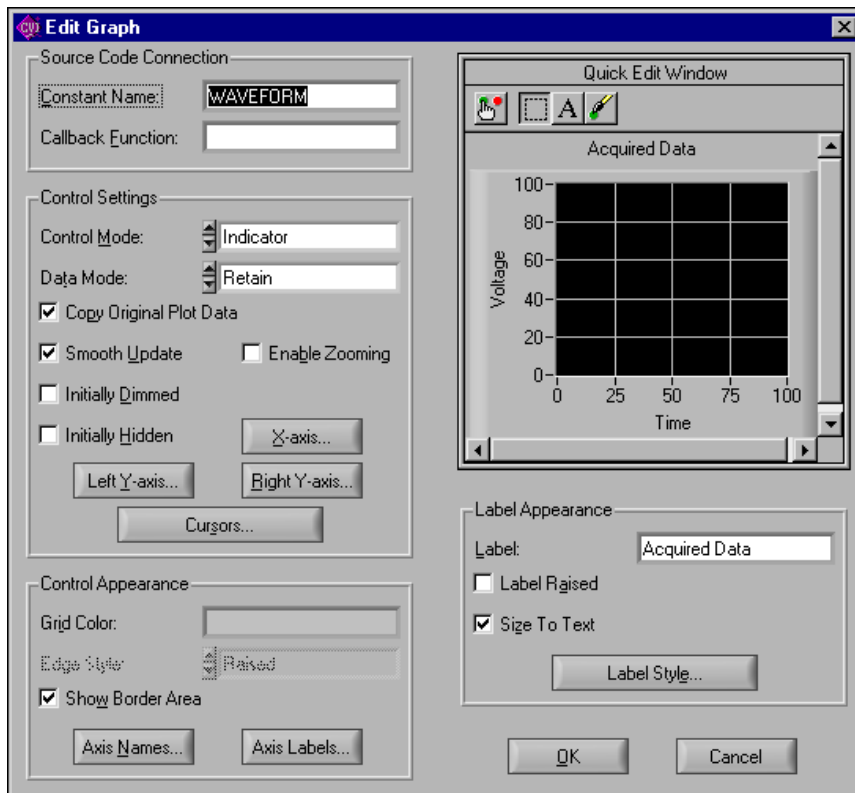 CVI Edit Graph
Source Code Connection
Constant Name: WAVEFORM
Callback Function:
Control Settings
Control Mode: Indicator
Data Mode: Retain
Copy Original Plot Data
Smooth Update Enable Zooming
Initially Dimmed
Initially Hidden X-axis...
Left Y-axis... Right Y-axis...
Cursors...
Control Appearance
Grid Color:
Edge Style: Raised
Show Border Area
Axis Names... Axis Labels...
Quick Edit Window
A
Acquired Data
100
80
60
40
20
0
Voltage
0 25 50 75 100
Time
Label Appearance
Label: Acquired Data
Label Raised
Size To Text
Label Style...
OK Cancel